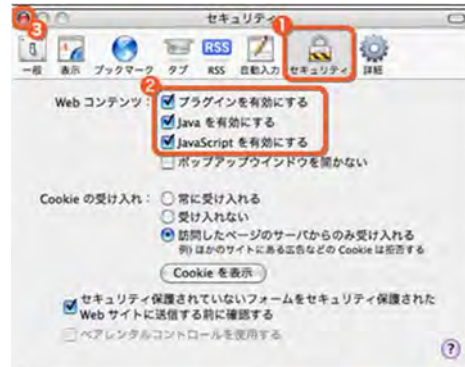 セキュリティ
3
1
一般 表示 ブックマーク タブ RSS 自動入力 セキュリティ 詳細
RSS
2
Web コンテンツ： プラグインを有効にする
Java を有効にする
JavaScript を有効にする
ポップアップウインドウを開かない
Cookie の受け入れ： 常に受け入れる
受け入れない
訪問したページのサーバからのみ受け入れる
例) ほかのサイトにある広告などの Cookie は拒否する
Cookie を表示
セキュリティ保護されていないフォームをセキュリティ保護された
Web サイトに送信する前に確認する
ペアレンタルコントロールを使用する
?